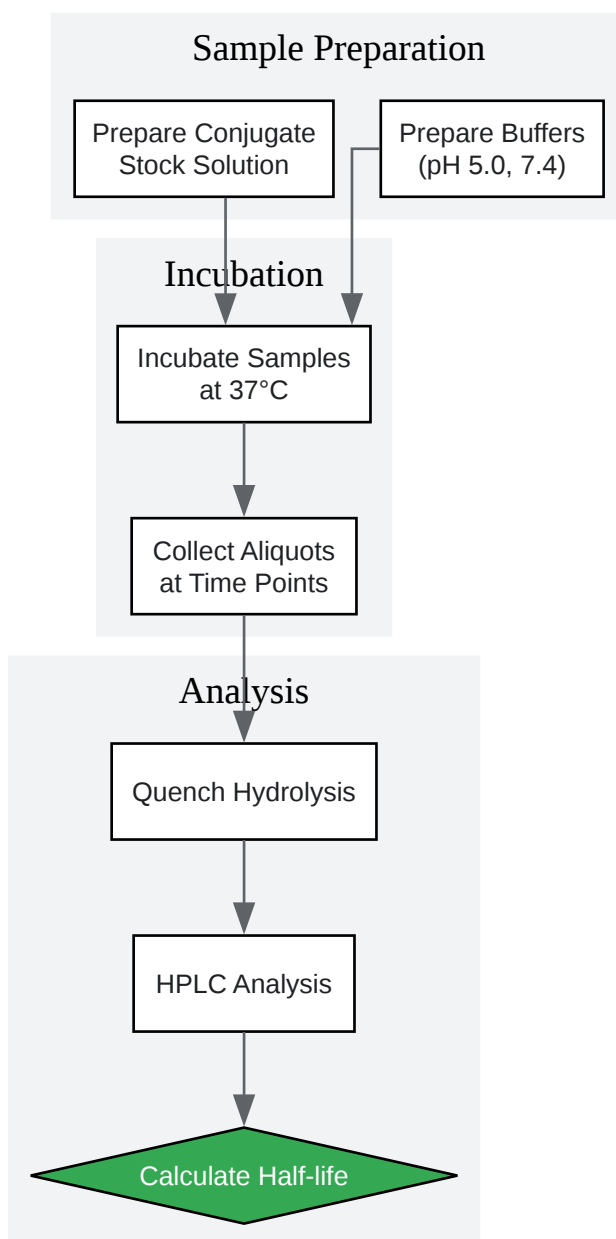 Sample Preparation
Prepare Conjugate
Stock Solution
Prepare Buffers
(pH 5.0, 7.4)
Incubation
Incubate Samples
at 37°C
Collect Aliquots
at Time Points
Analysis
Quench Hydrolysis
HPLC Analysis
Calculate Half-life